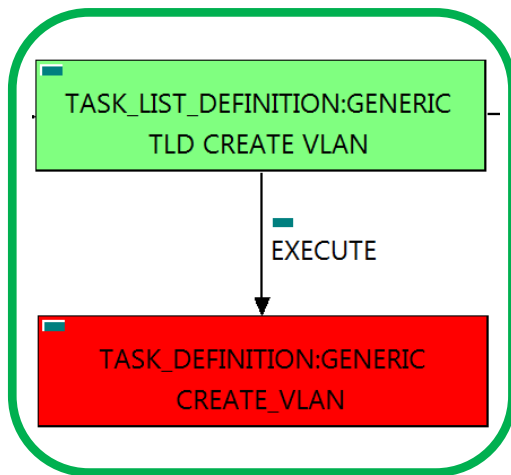 TASK_LIST_DEFINITION:GENERIC
TLD CREATE VLAN
EXECUTE
TASK_DEFINITION:GENERIC
CREATE_VLAN